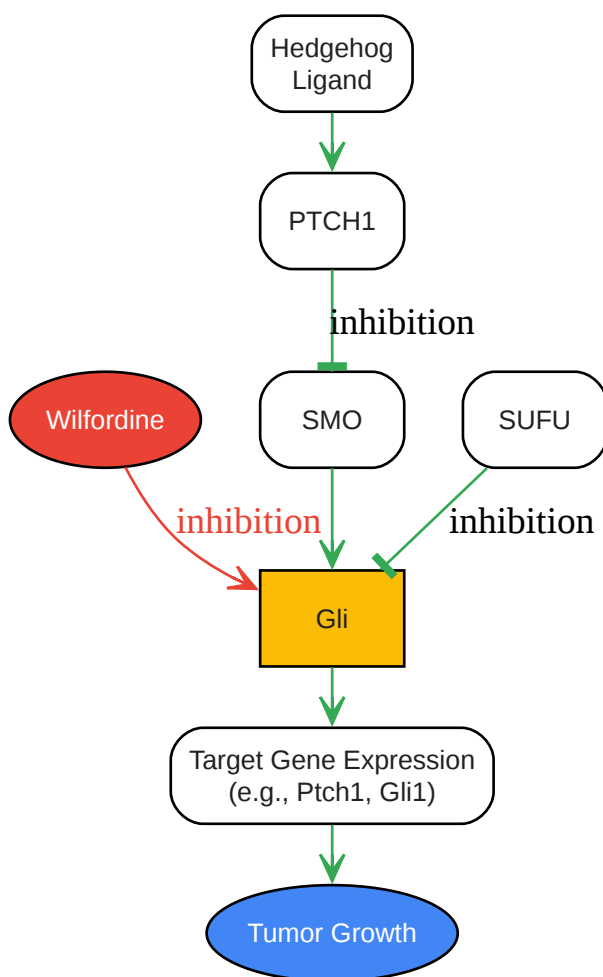 Hedgehog
Ligand
PTCH1
inhibition
Wilfordine
SMO
SUFU
inhibition
inhibition
Gli
Target Gene Expression
(e.g., Ptch1, Gli1)
Tumor Growth